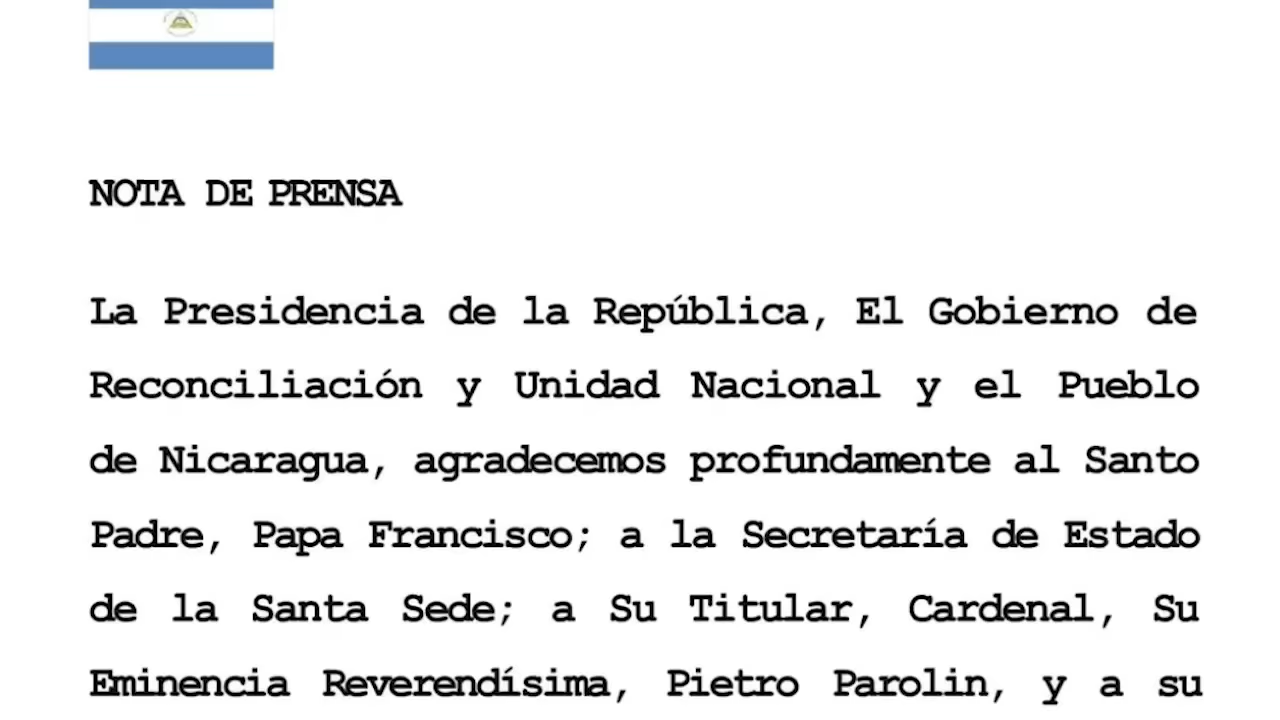 NOTA DE PRENSA
La Presidencia de la República, El Gobierno de
Reconciliación y Unidad Nacional y el Pueblo
de Nicaragua, agradecemos profundamente al Santo
Padre, Papa Francisco; a la Secretaría de Estado
de la Santa Sede; a Su Titular, Cardenal, Su
Eminencia Reverendísima, Pietro Parolin, y a su